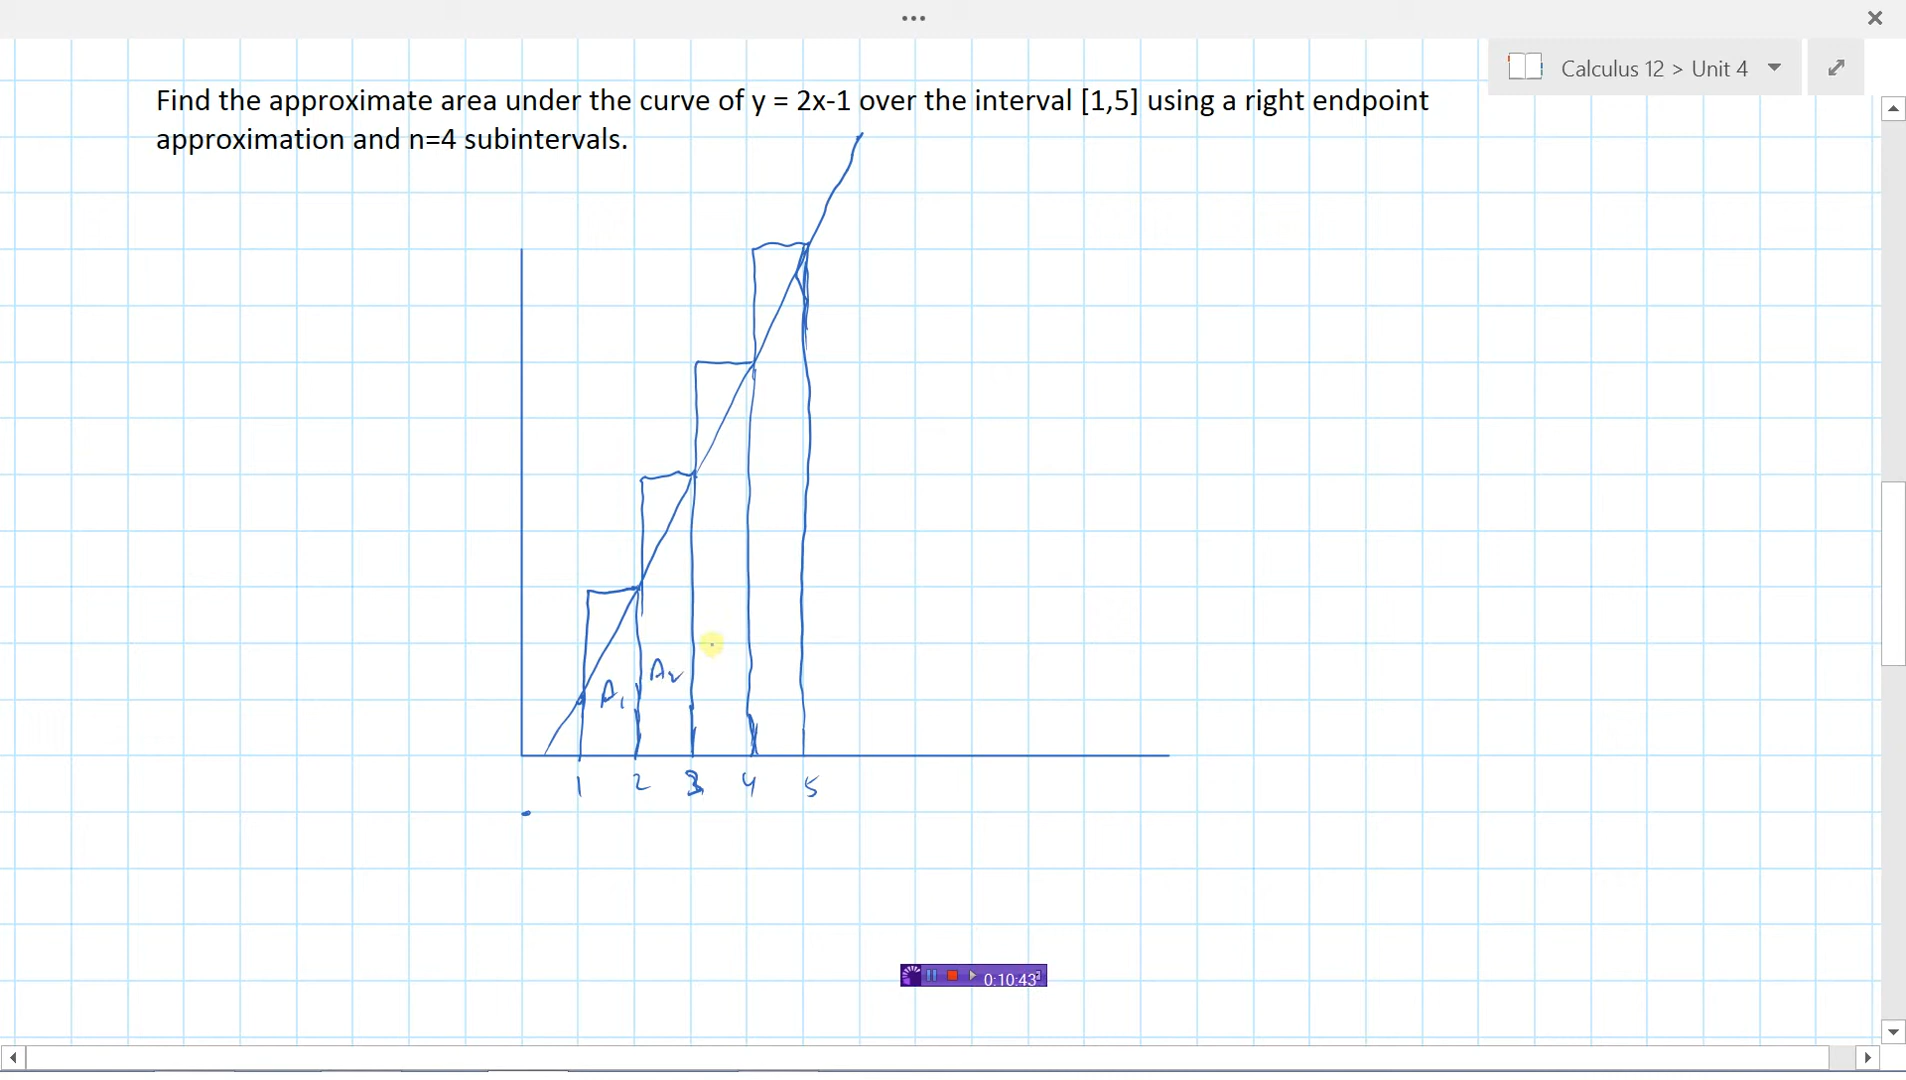 Calculus 12 > Unit 4
Find the approximate area under the curve of y = 2x-1 over the interval [1,5] using a right endpoint
approximation and n=4 subintervals.
A₁ A₂
1 2 3 4 5
0:10:43